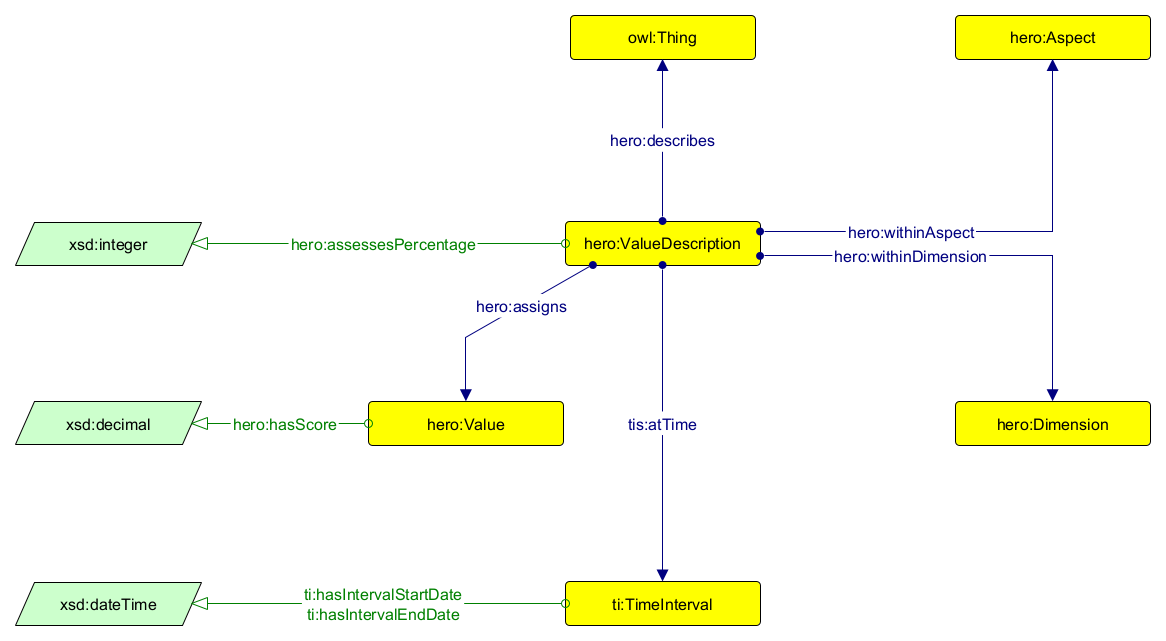 owl:Thing
hero:Aspect
hero:describes
xsd:integer
hero:assessesPercentage
hero:ValueDescription
hero:withinAspect
hero:withinDimension
hero:assigns
xsd:decimal
hero:hasScore
hero:Value
tis:atTime
hero:Dimension
xsd:dateTime
ti:hasIntervalStartDate
ti:hasIntervalEndDate
ti:TimeInterval